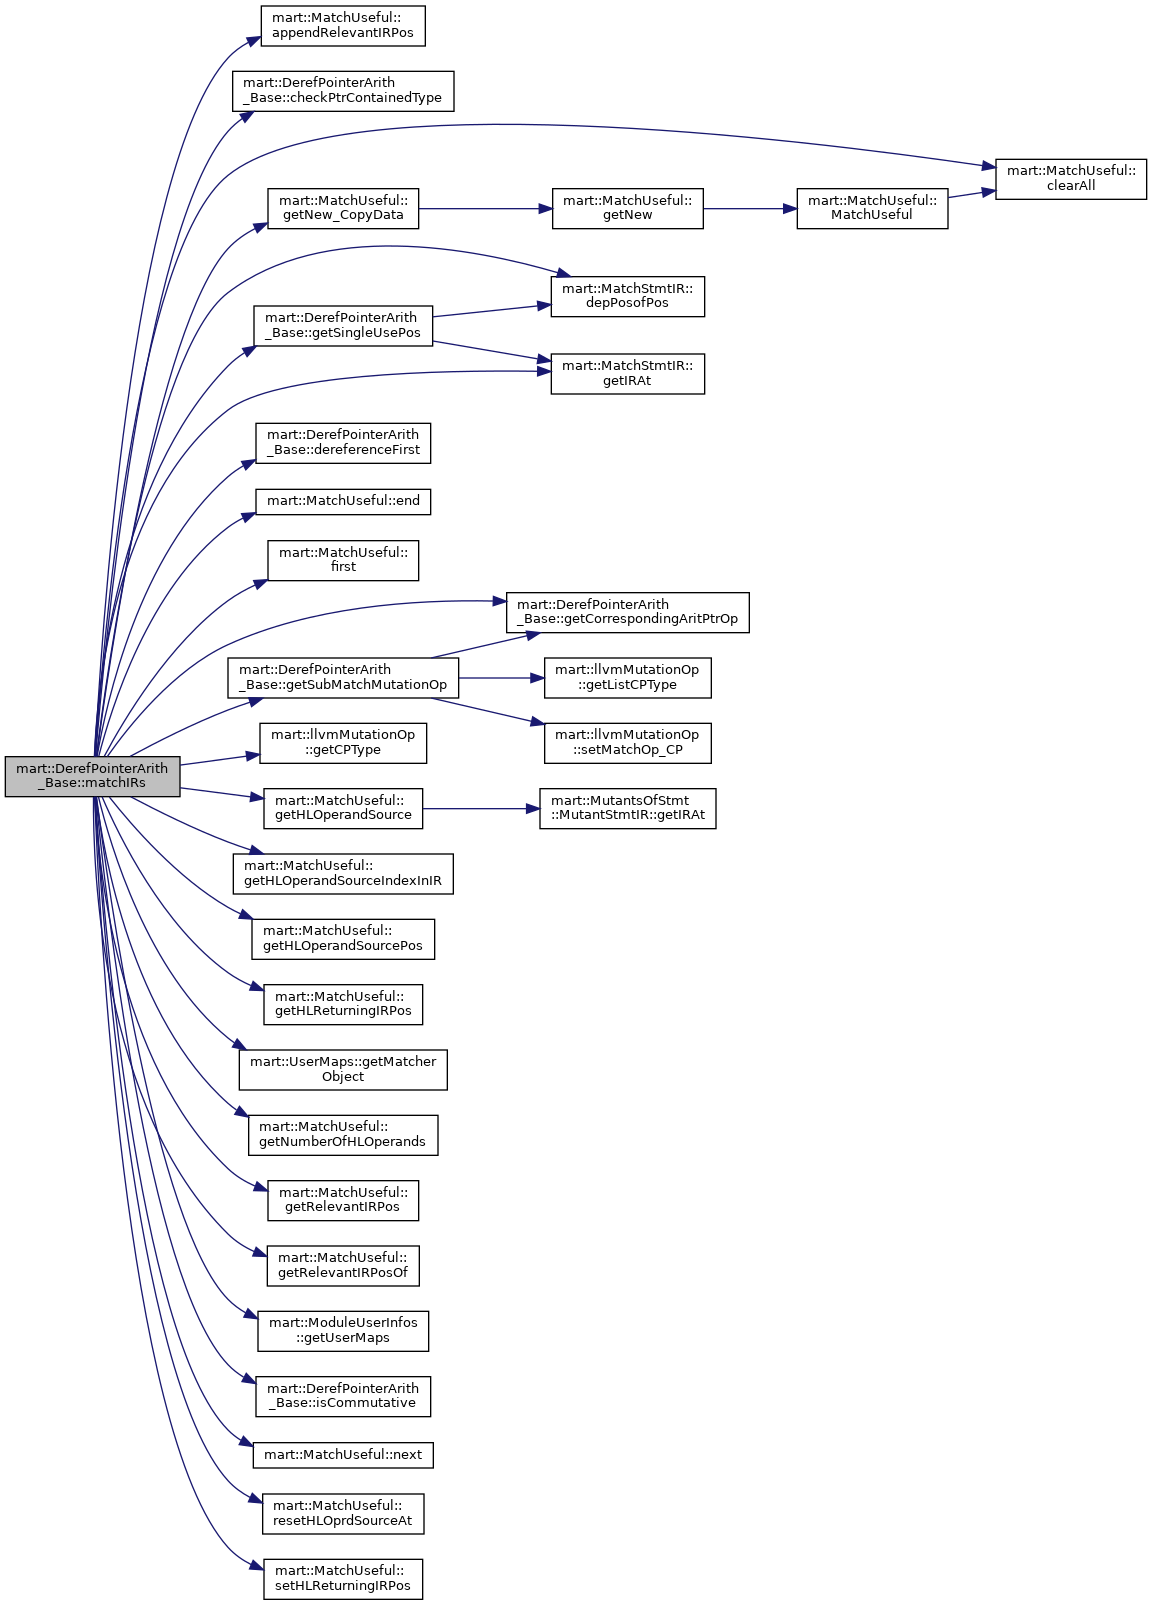 mart::MatchUseful::
appendRelevantIRPos
mart::DerefPointerArith
_Base::checkPtrContainedType
mart::MatchUseful::
clearAll
mart::MatchUseful::
getNew_CopyData
mart::MatchUseful::
getNew
mart::MatchUseful::
MatchUseful
mart::MatchStmtIR::
depPosofPos
mart::DerefPointerArith
_Base::getSingleUsePos
mart::MatchStmtIR::
getIRAt
mart::DerefPointerArith
_Base::dereferenceFirst
mart::MatchUseful::end
mart::MatchUseful::
first
mart::DerefPointerArith
_Base::getCorrespondingAritPtrOp
mart::DerefPointerArith
_Base::getSubMatchMutationOp
mart::llvmMutationOp
::getListCPType
mart::llvmMutationOp
::getCPType
mart::llvmMutationOp
::setMatchOp_CP
mart::DerefPointerArith
_Base::matchIRs
mart::MatchUseful::
getHLOperandSource
mart::MutantsOfStmt
::MutantStmtIR::getIRAt
mart::MatchUseful::
getHLOperandSourceIndexInIR
mart::MatchUseful::
getHLOperandSourcePos
mart::MatchUseful::
getHLReturningIRPos
mart::UserMaps::getMatcher
Object
mart::MatchUseful::
getNumberOfHLOperands
mart::MatchUseful::
getRelevantIRPos
mart::MatchUseful::
getRelevantIRPosOf
mart::ModuleUserInfos
::getUserMaps
mart::DerefPointerArith
_Base::isCommutative
mart::MatchUseful::next
mart::MatchUseful::
resetHLOprdSourceAt
mart::MatchUseful::
setHLReturningIRPos